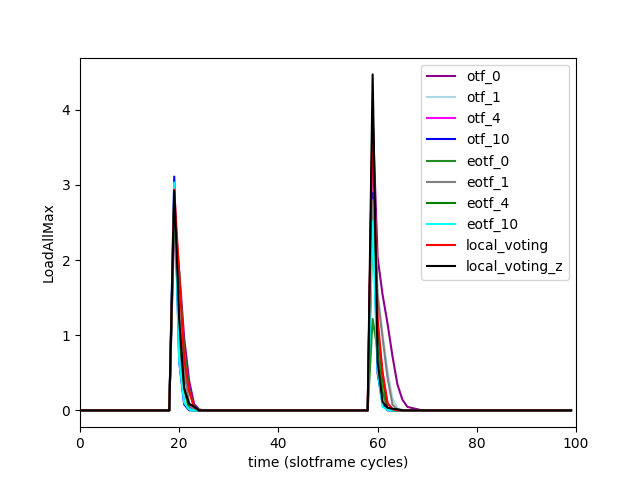 otf_0
otf_1
otf_4
otf_10
eotf_0
eotf_1
eotf_4
eotf_10
local_voting
local_voting_z
LoadAllMax
4
3
2
1
0
0 20 40 60 80 100
time (slotframe cycles)